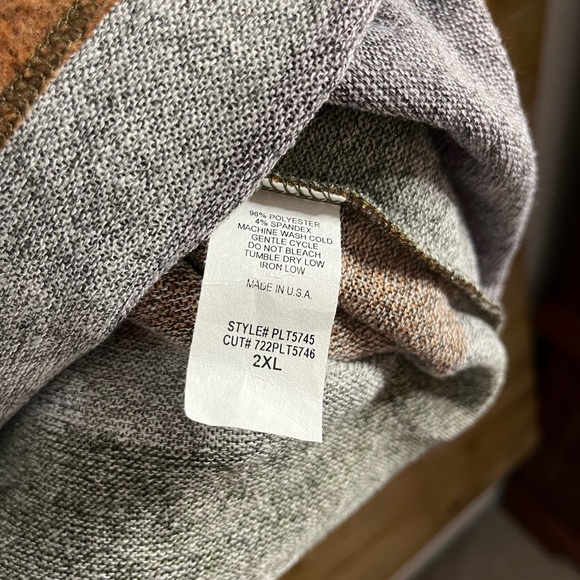 96% POLYESTER
4% SPANDEX
MACHINE WASH COLD
GENTLE CYCLE
DO NOT BLEACH
TUMBLE DRY LOW
IRON LOW
MADE IN U.S.A.
STYLE# PLT5745
CUT# 722PLT5746
2XL